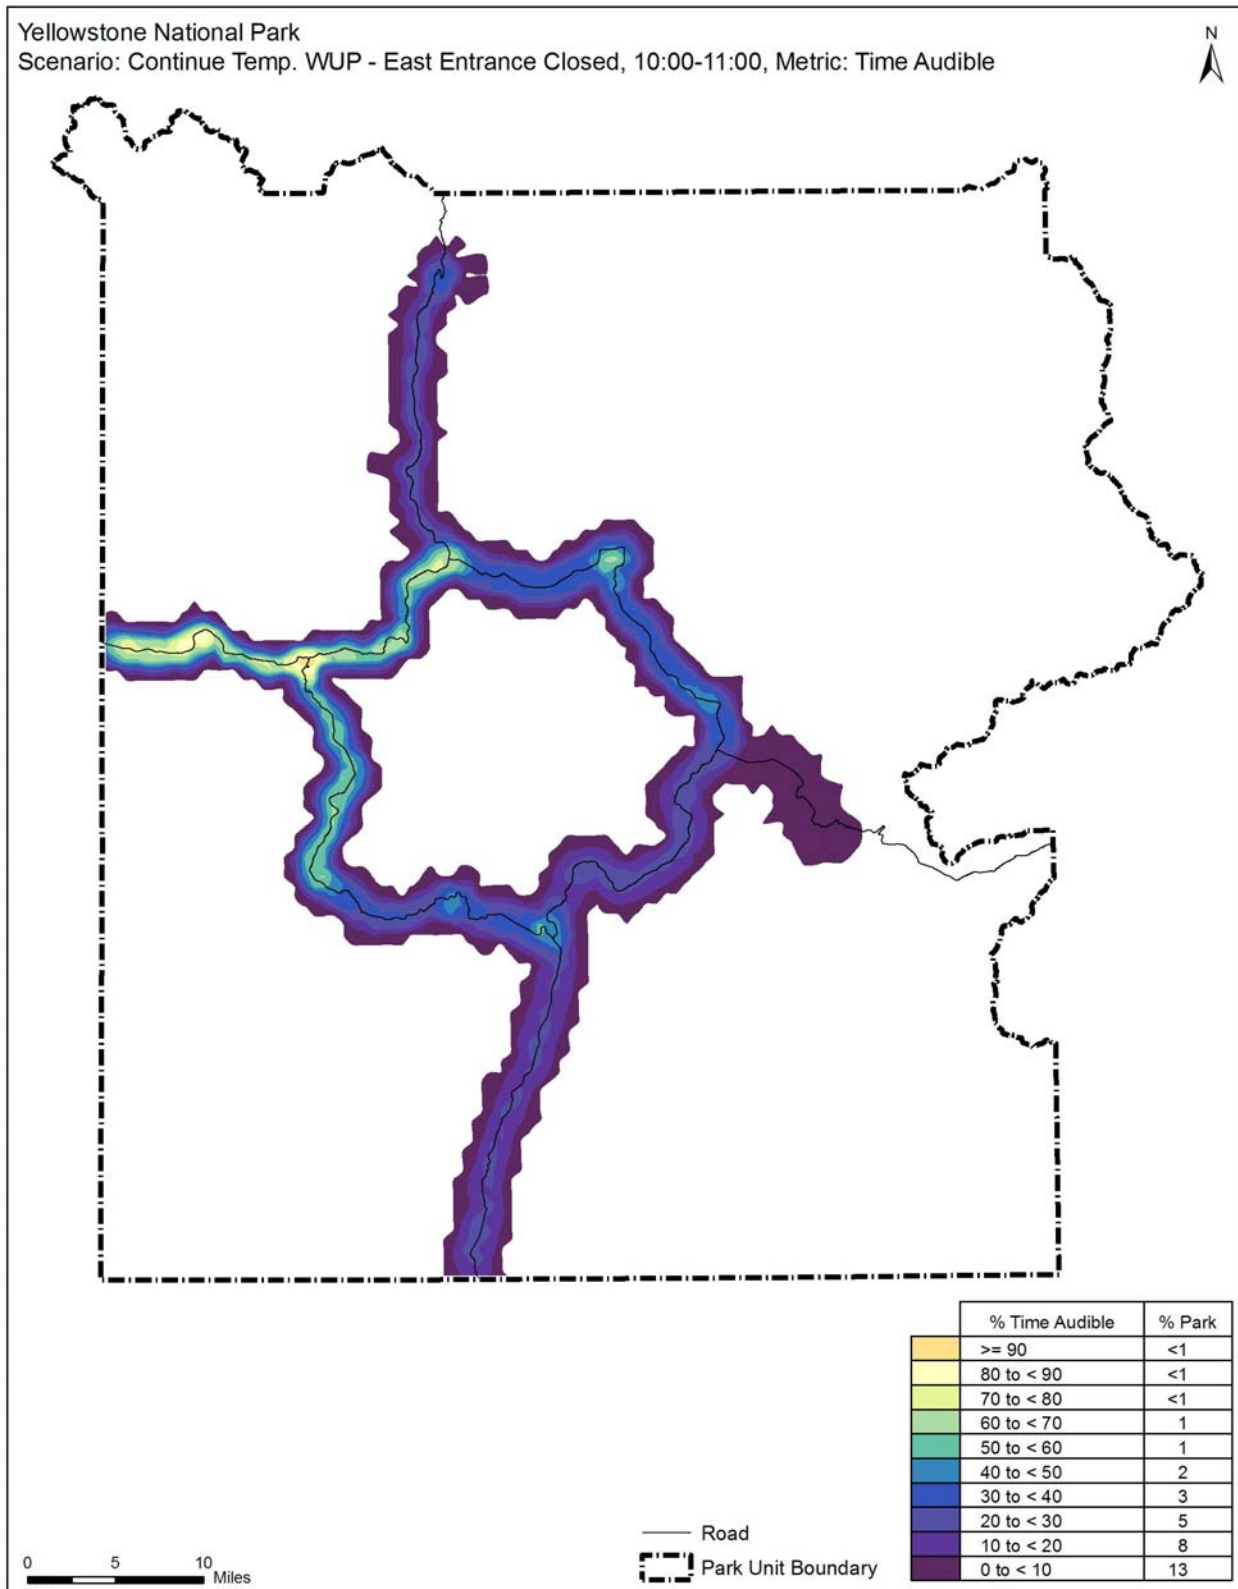 Yellowstone National Park
Scenario: Continue Temp. WUP - East Entrance Closed, 10:00-11:00, Metric: Time Audible
N
% Time Audible % Park
>= 90 <1
80 to < 90 <1
70 to < 80 <1
60 to < 70 1
50 to < 60 1
40 to < 50 2
30 to < 40 3
20 to < 30 5
10 to < 20 8
0 to < 10 13
Road
Park Unit Boundary
0 5 10
Miles